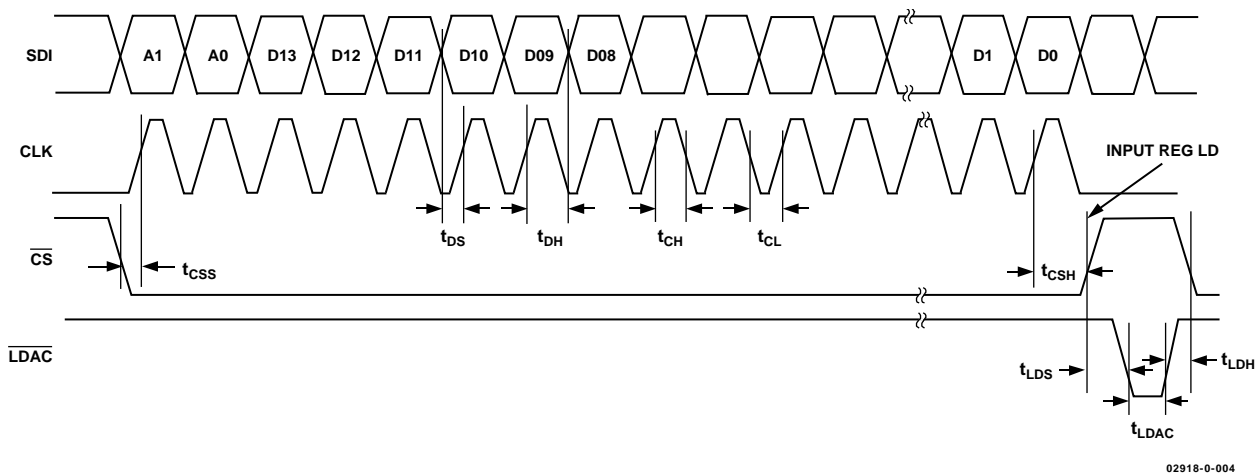 SDI A1 A0 D13 D12 D11 D10 D09 D08 D1 D0
CLK
INPUT REG LD
tDS tDH tCH tCL
CS
tCSS tCSH
LDAC
tLDS tLDH
tLDAC
02918-0-004